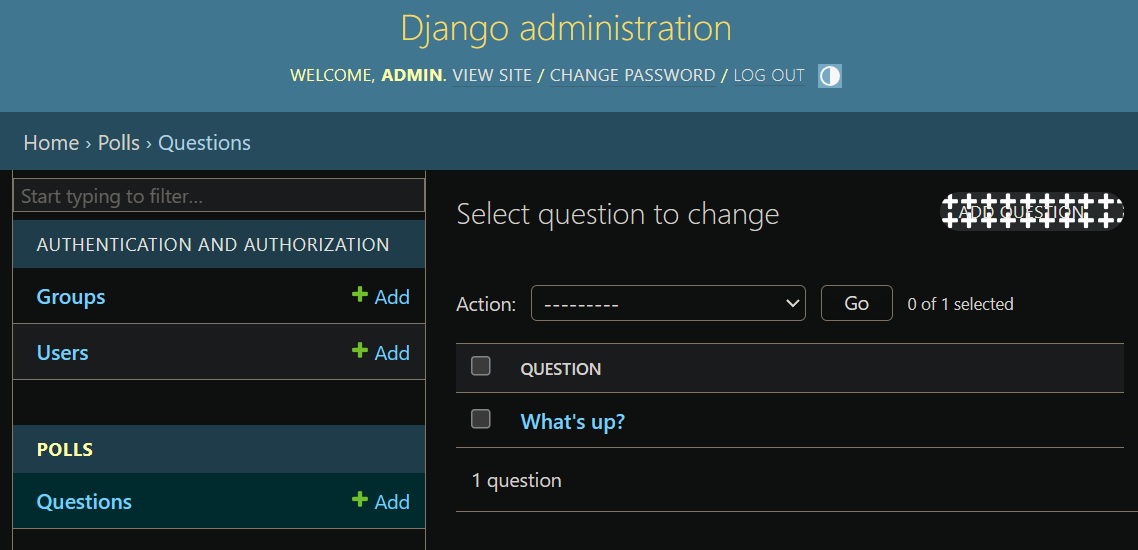 Django administration
WELCOME, ADMIN. VIEW SITE / CHANGE PASSWORD / LOG OUT
Home › Polls › Questions
Start typing to filter...
AUTHENTICATION AND AUTHORIZATION
Groups Add
Users Add
POLLS
Questions Add
Select question to change
ADD QUESTION
Action: --------- Go 0 of 1 selected
QUESTION
What's up?
1 question